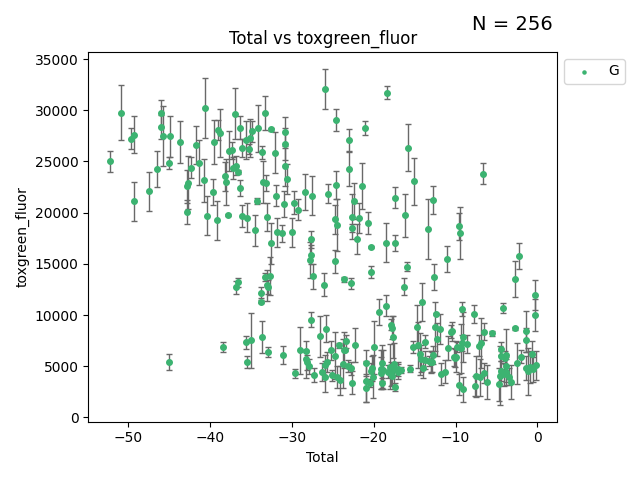 N = 256
Total vs toxgreen_fluor
G
toxgreen_fluor
35000
30000
25000
20000
15000
10000
5000
0
−50 −40 −30 −20 −10 0
Total